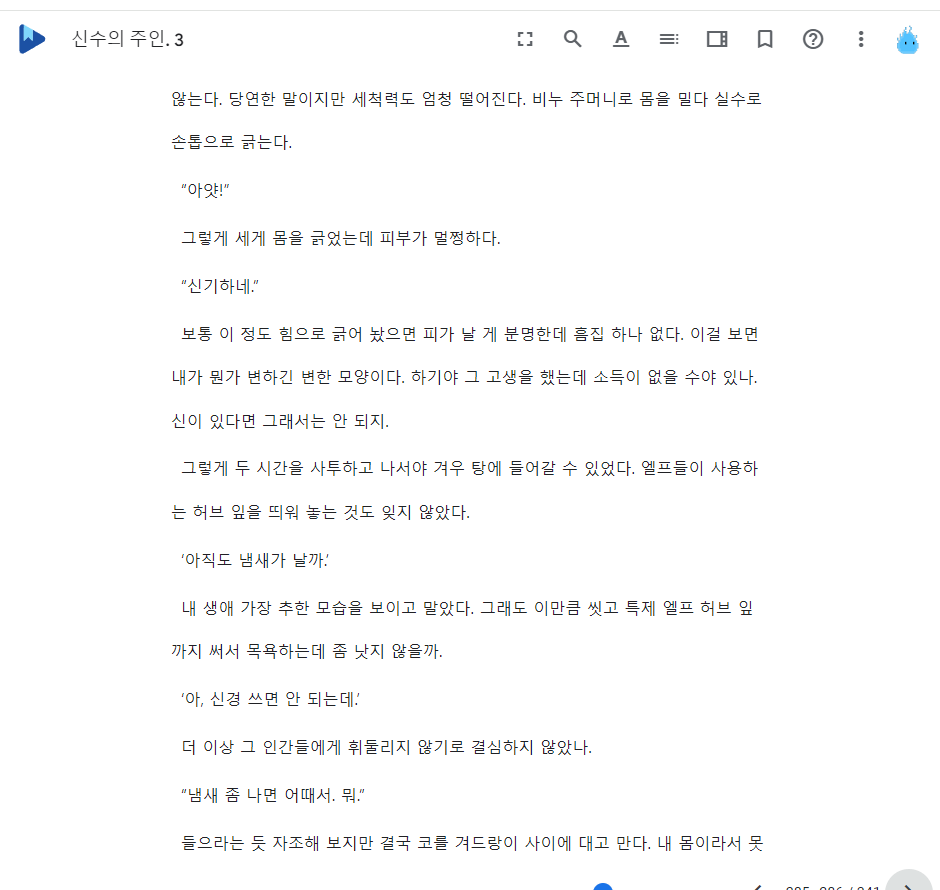 신수의 주인. 3
않는다. 당연한 말이지만 세척력도 엄청 떨어진다. 비누 주머니로 몸을 밀다 실수로
손톱으로 긁는다.
“아얏!”
그렇게 세게 몸을 긁었는데 피부가 멀쩡하다.
“신기하네.”
보통 이 정도 힘으로 긁어 놨으면 피가 날 게 분명한데 흠집 하나 없다. 이걸 보면
내가 뭔가 변하긴 변한 모양이다. 하기야 그 고생을 했는데 소득이 없을 수야 있나.
신이 있다면 그래서는 안 되지.
그렇게 두 시간을 사투하고 나서야 겨우 탕에 들어갈 수 있었다. 엘프들이 사용하
는 허브 잎을 띄워 놓는 것도 잊지 않았다.
‘아직도 냄새가 날까.’
내 생애 가장 추한 모습을 보이고 말았다. 그래도 이만큼 씻고 특제 엘프 허브 잎
까지 써서 목욕하는데 좀 낫지 않을까.
‘아, 신경 쓰면 안 되는데.’
더 이상 그 인간들에게 휘둘리지 않기로 결심하지 않았나.
“냄새 좀 나면 어때서. 뭐.”
들으라는 듯 자조해 보지만 결국 코를 겨드랑이 사이에 대고 만다. 내 몸이라서 못